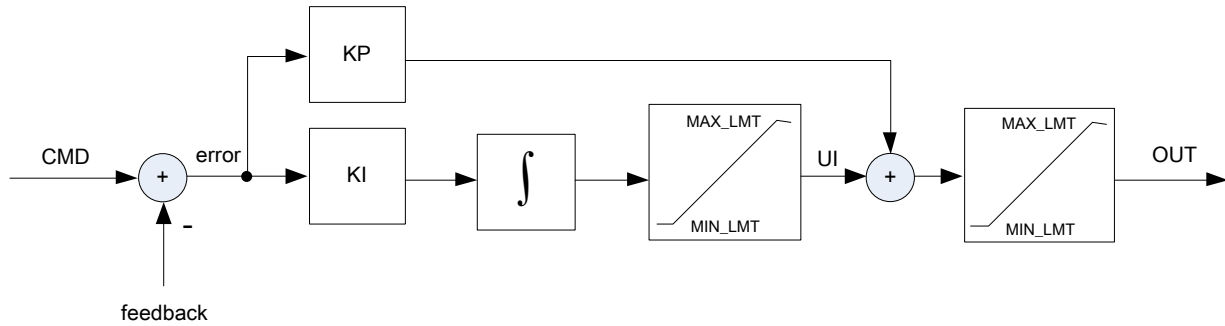 KP
CMD
+
error
KI
∫
MAX_LMT
MIN_LMT
UI
+
MAX_LMT
MIN_LMT
OUT
-
feedback